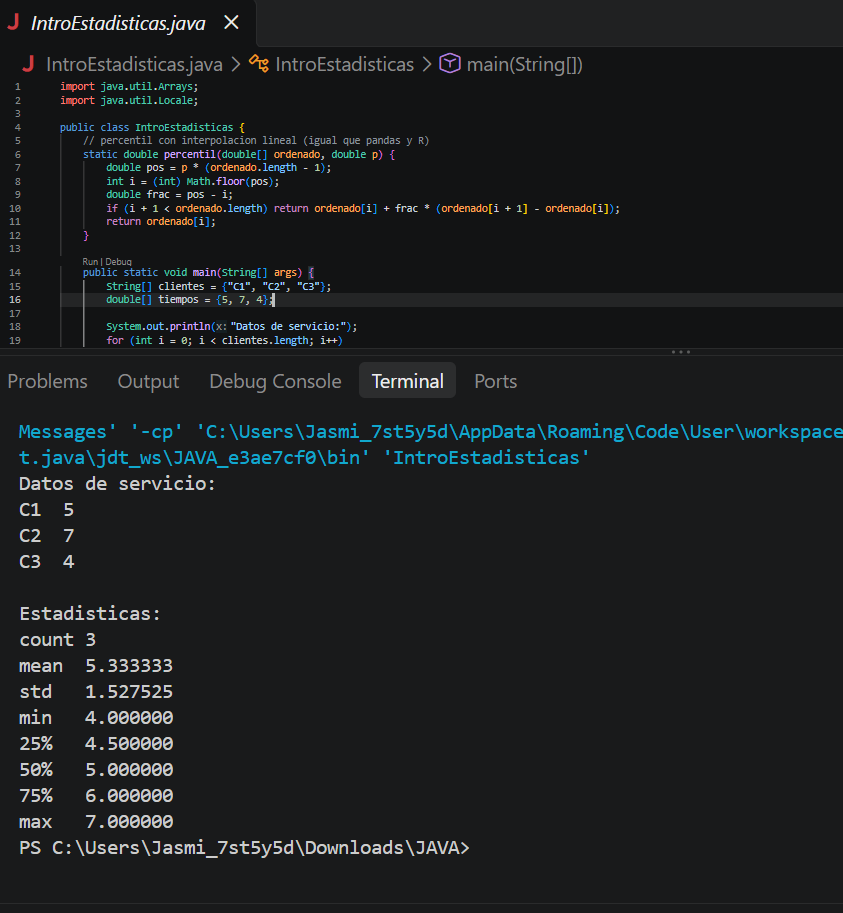 IntroEstadisticas.java
IntroEstadisticas.java > IntroEstadisticas > main(String[])
1 import java.util.Arrays;
2 import java.util.Locale;
3
4 public class IntroEstadisticas {
5 // percentil con interpolacion lineal (igual que pandas y R)
6 static double percentil(double[] ordenado, double p) {
7 double pos = p * (ordenado.length - 1);
8 int i = (int) Math.floor(pos);
9 double frac = pos - i;
10 if (i + 1 < ordenado.length) return ordenado[i] + frac * (ordenado[i + 1] - ordenado[i]);
11 return ordenado[i];
12 }
13
Run | Debug
14 public static void main(String[] args) {
15 String[] clientes = {"C1", "C2", "C3"};
16 double[] tiempos = {5, 7, 4};
17
18 System.out.println(x: "Datos de servicio:");
19 for (int i = 0; i < clientes.length; i++)
Problems Output Debug Console Terminal Ports
Messages' '-cp' 'C:\Users\Jasmi_7st5y5d\AppData\Roaming\Code\User\workspace
t.java\jdt_ws\JAVA_e3ae7cf0\bin' 'IntroEstadisticas'
Datos de servicio:
C1 5
C2 7
C3 4
Estadisticas:
count 3
mean 5.333333
std 1.527525
min 4.000000
25% 4.500000
50% 5.000000
75% 6.000000
max 7.000000
PS C:\Users\Jasmi_7st5y5d\Downloads\JAVA>